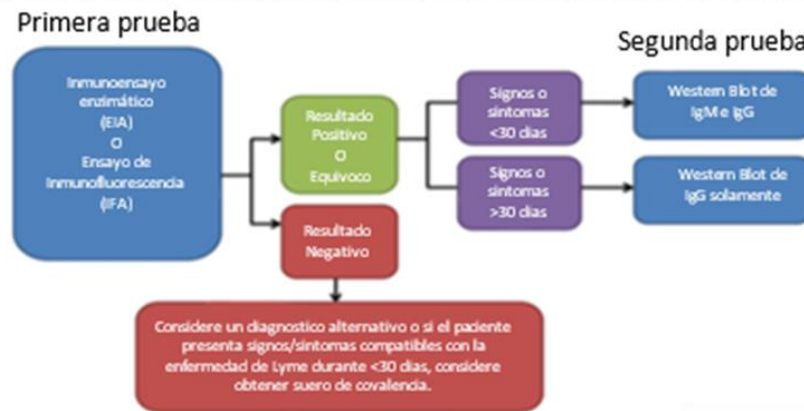 Primera prueba
Segunda prueba
Inmunoensayo
enzimático
(EIA)
O
Ensayo de
Inmunofluorescencia
(IFA)
Resultado
Positivo
O
Equivoco
Signos o
sintomas
<30 dias
Western Blot de
IgM e IgG
Signos o
sintomas
>30 dias
Western Blot de
IgG solamente
Resultado
Negativo
Considere un diagnostico alternativo o si el paciente
presenta signos/sintomas compatibles con la
enfermedad de Lyme durante <30 dias, considere
obtener suero de covalencia.